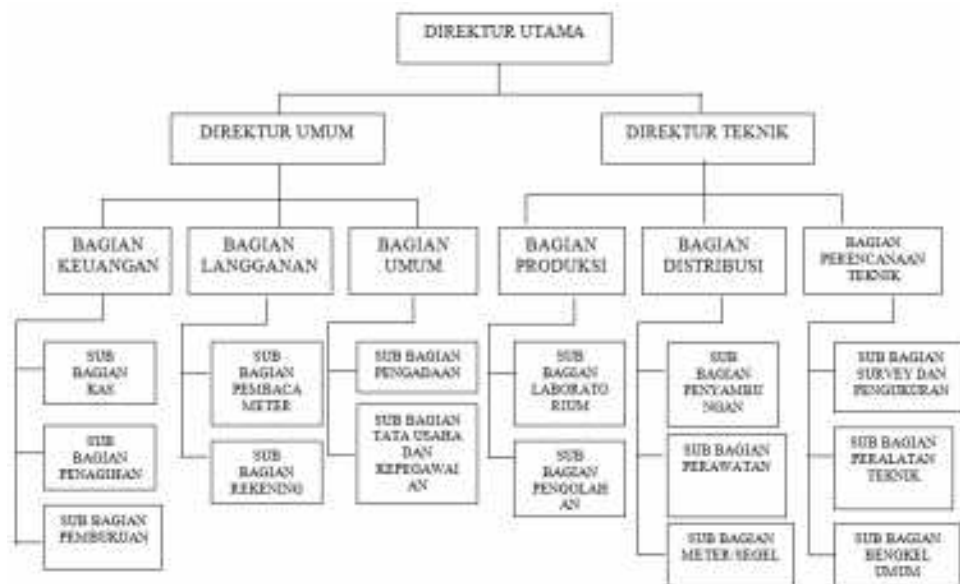 DIREKTUR UTAMA
DIREKTUR UMUM
DIREKTUR TEKNIK
BAGIAN
KEUANGAN
BAGIAN
LANGGANAN
BAGIAN
UMUM
BAGIAN
PRODUKSI
BAGIAN
DISTRIBUSI
BAGIAN
PERENCANAAN
TEKNIK
SUB
BAGIAN
KAS
SUB
BAGIAN
PENAGIHAN
SUB BAGIAN
PEMBUKUAN
SUB
BAGIAN
PEMBACA
METER
SUB
BAGIAN
REKENING
SUB BAGIAN
PENGADAAN
SUB BAGIAN
TATA USAHA
DAN
KEPEGAWAI
AN
SUB
BAGIAN
LABORATO
RIUM
SUB
BAGIAN
PENGOLAH
AN
SUB
BAGIAN
PENYAMBU
NGAN
SUB BAGIAN
PERAWATAN
SUB BAGIAN
METER/SEGEL
SUB BAGIAN
SURVEY DAN
PENGUKURAN
SUB BAGIAN
PERALATAN
TEKNIK
SUB BAGIAN
BENGKEL
UMUM